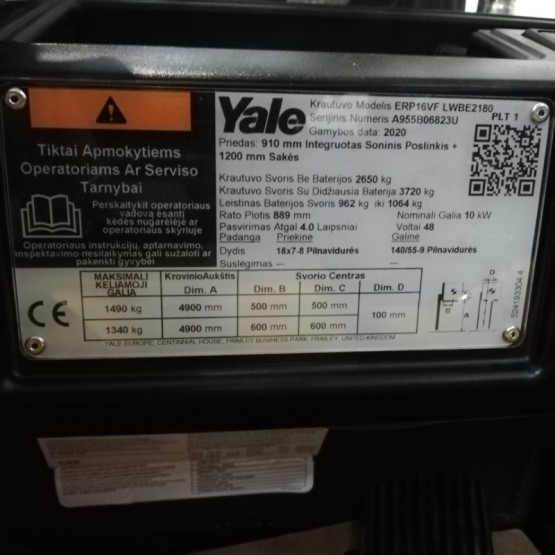 Yale
Krautuvo Modelis ERP16VF LWBE2180
Serijinis Numeris A955B06823U
PLT 1
Gamybos data: 2020
Priedas: 910 mm Integruotas Soninis Poslinkis +
1200 mm Sakės
Krautuvo Svoris Be Baterijos 2650 kg
Krautuvo Svoris Su Didžiausia Baterija 3720 kg
Leistinas Baterijos Svoris 962 kg iki 1064 kg
Rato Plotis 889 mm Nominali Galia 10 kW
Pasvirimas Atgal 4.0 Laipsniai Voltai 48
Padanga Priekinė Galinė
Dydis 18x7-8 Pilnavidurės 140/55-9 Pilnavidurės
Suslėgimas --- ---
Tiktai Apmokytiems
Operatoriams Ar Serviso
Tarnybai
Perskaitykit operatoriaus
vadovą esantį
kėdės nugarėlėje ar
operatoriaus skyriuje
Operatoriaus instrukcijų, aptarnavimo,
inspektavimo nesilaikymas gali sužaloti ar
pakenkti gyvybei
CE
MAKSIMALI KELIAMOJI GALIA KrovinioAukštis Svorio Centras
Dim. A Dim. B Dim. C Dim. D
1490 kg 4900 mm 500 mm 500 mm 100 mm
1340 kg 4900 mm 600 mm 600 mm
D
B
A
524193304.4
YALE EUROPE, CENTINNIAL HOUSE, FRIMLEY BUSINESS PARK, FRIMLEY, UNITED KINGDOM